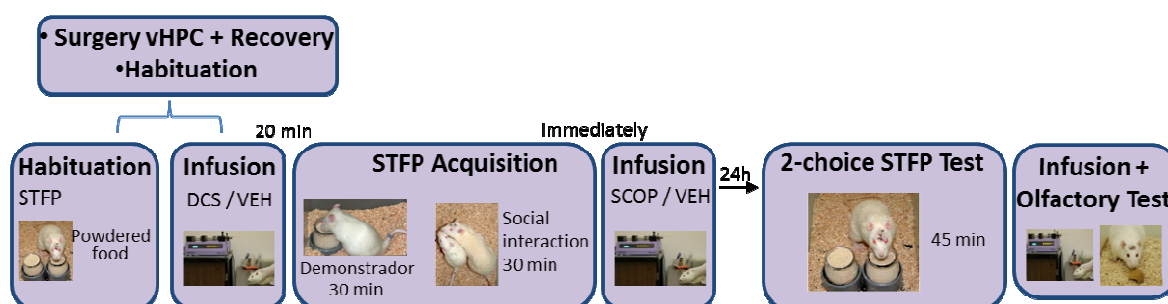 • Surgery vHPC + Recovery
•Habituation
20 min
Immediately
Habituation
STFP
Powdered
food
Infusion
DCS / VEH
STFP Acquisition
Demonstrador
30 min
Social
interaction
30 min
Infusion
SCOP / VEH
24h
2-choice STFP Test
45 min
Infusion +
Olfactory Test